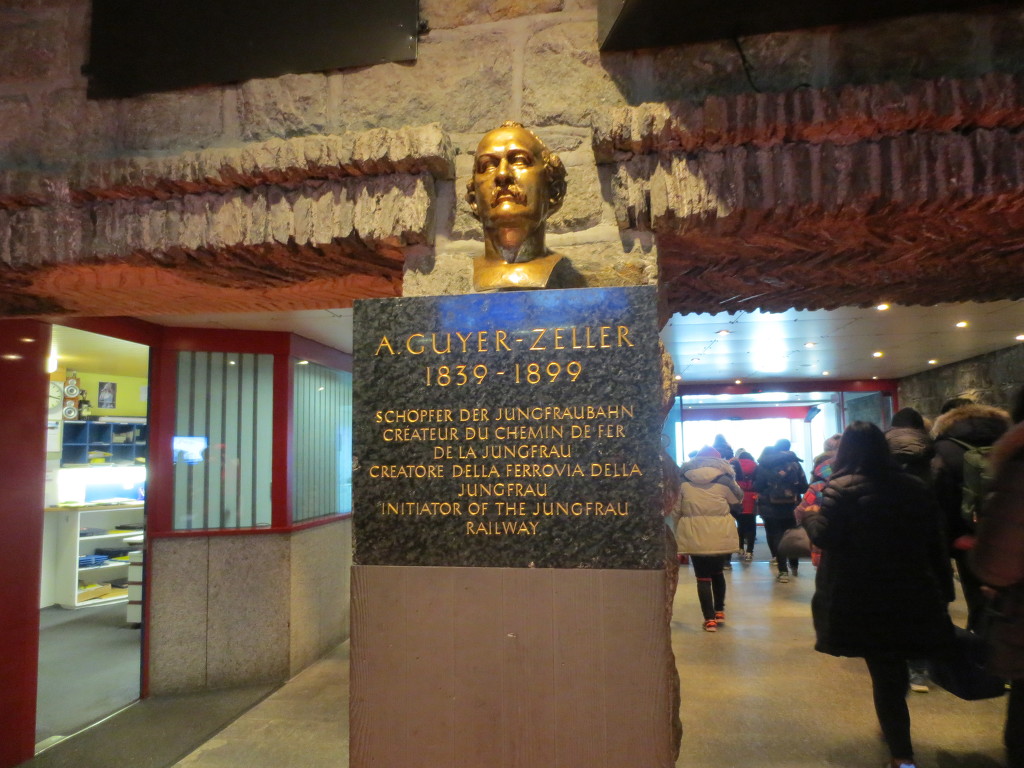 A. GUYER-ZELLER
1839-1899
SCHÖPFER DER JUNGFRAUBAHN
CREATEUR DU CHEMIN DE FER
DE LA JUNGFRAU
CREATORE DELLA FERROVIA DELLA
JUNGFRAU
INITIATOR OF THE JUNGFRAU
RAILWAY